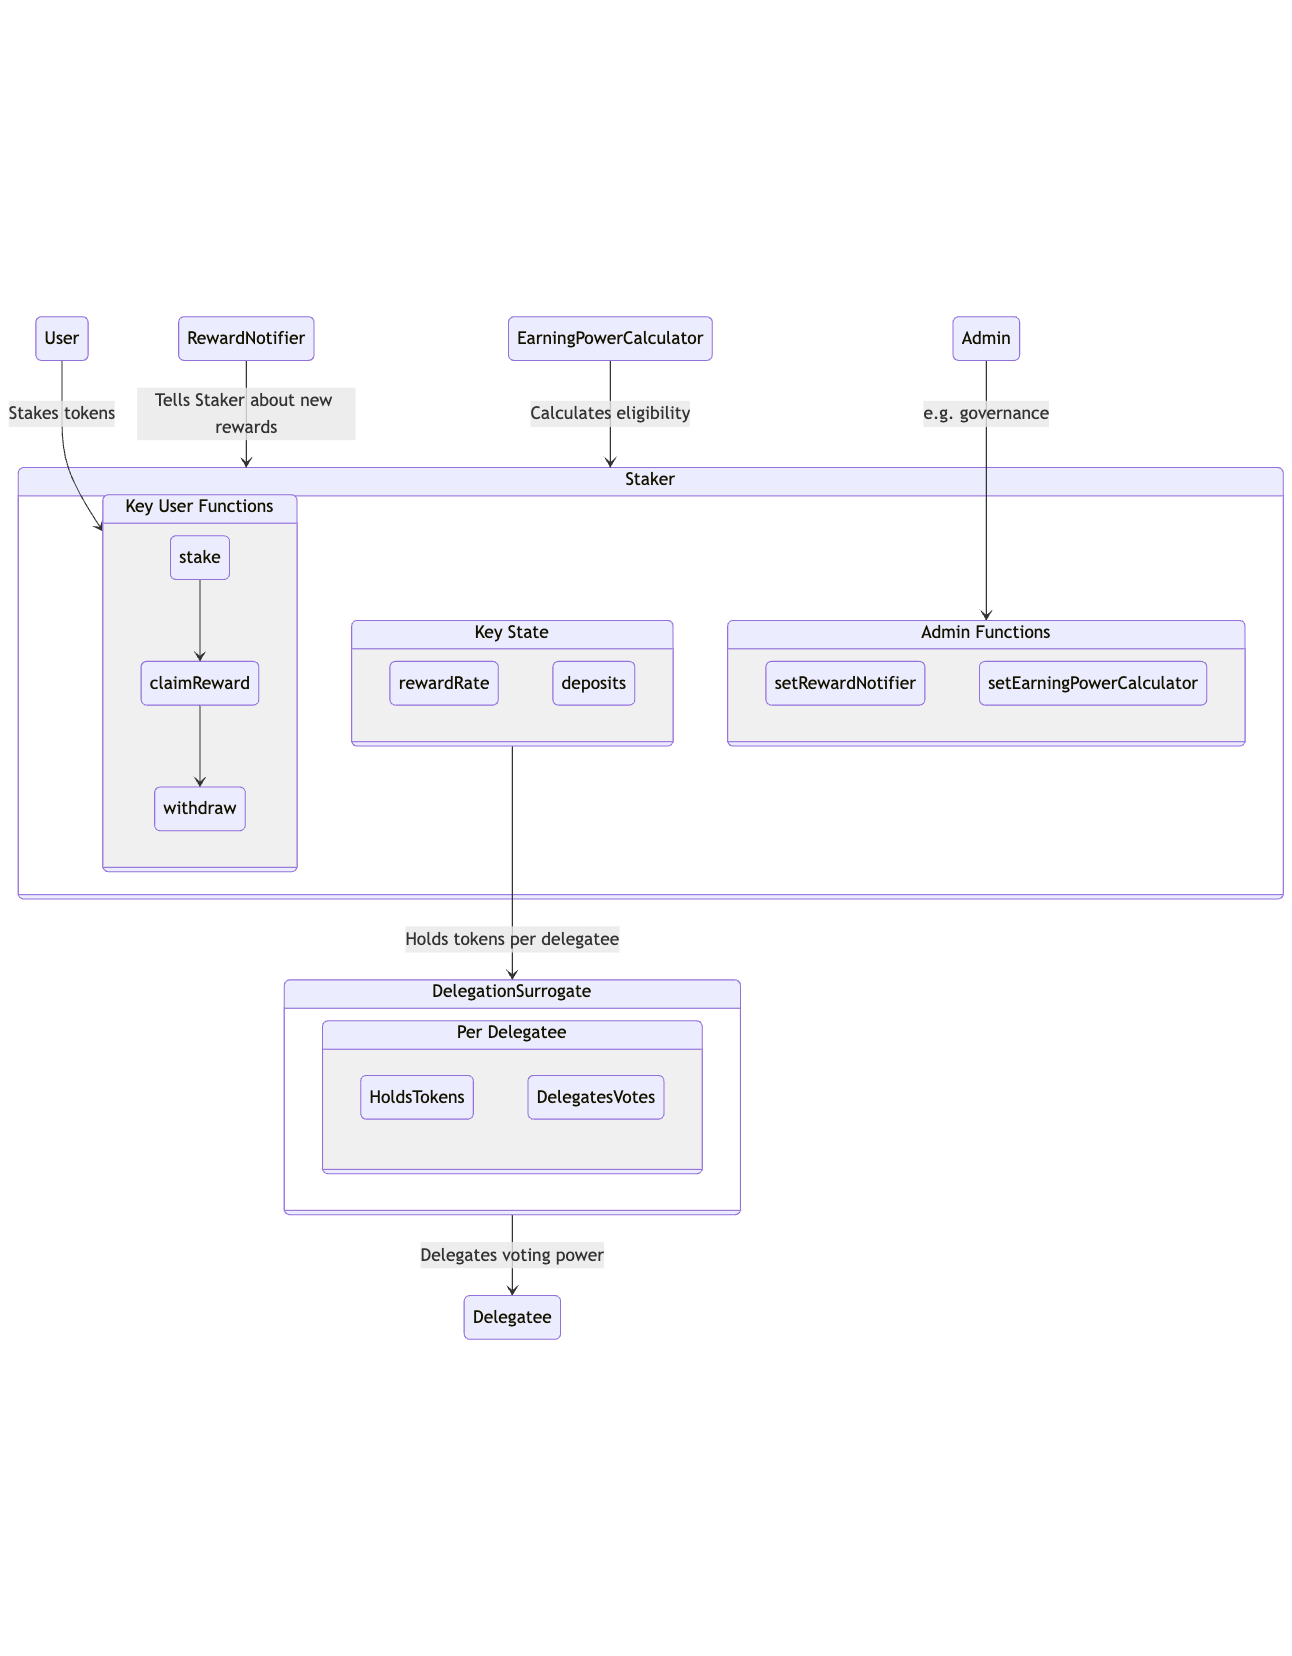 User
RewardNotifier
EarningPowerCalculator
Admin
Stakes tokens
Tells Staker about new
rewards
Calculates eligibility
e.g. governance
Staker
Key User Functions
stake
claimReward
withdraw
Key State
rewardRate
deposits
Admin Functions
setRewardNotifier
setEarningPowerCalculator
Holds tokens per delegatee
DelegationSurrogate
Per Delegatee
HoldsTokens
DelegatesVotes
Delegates voting power
Delegatee